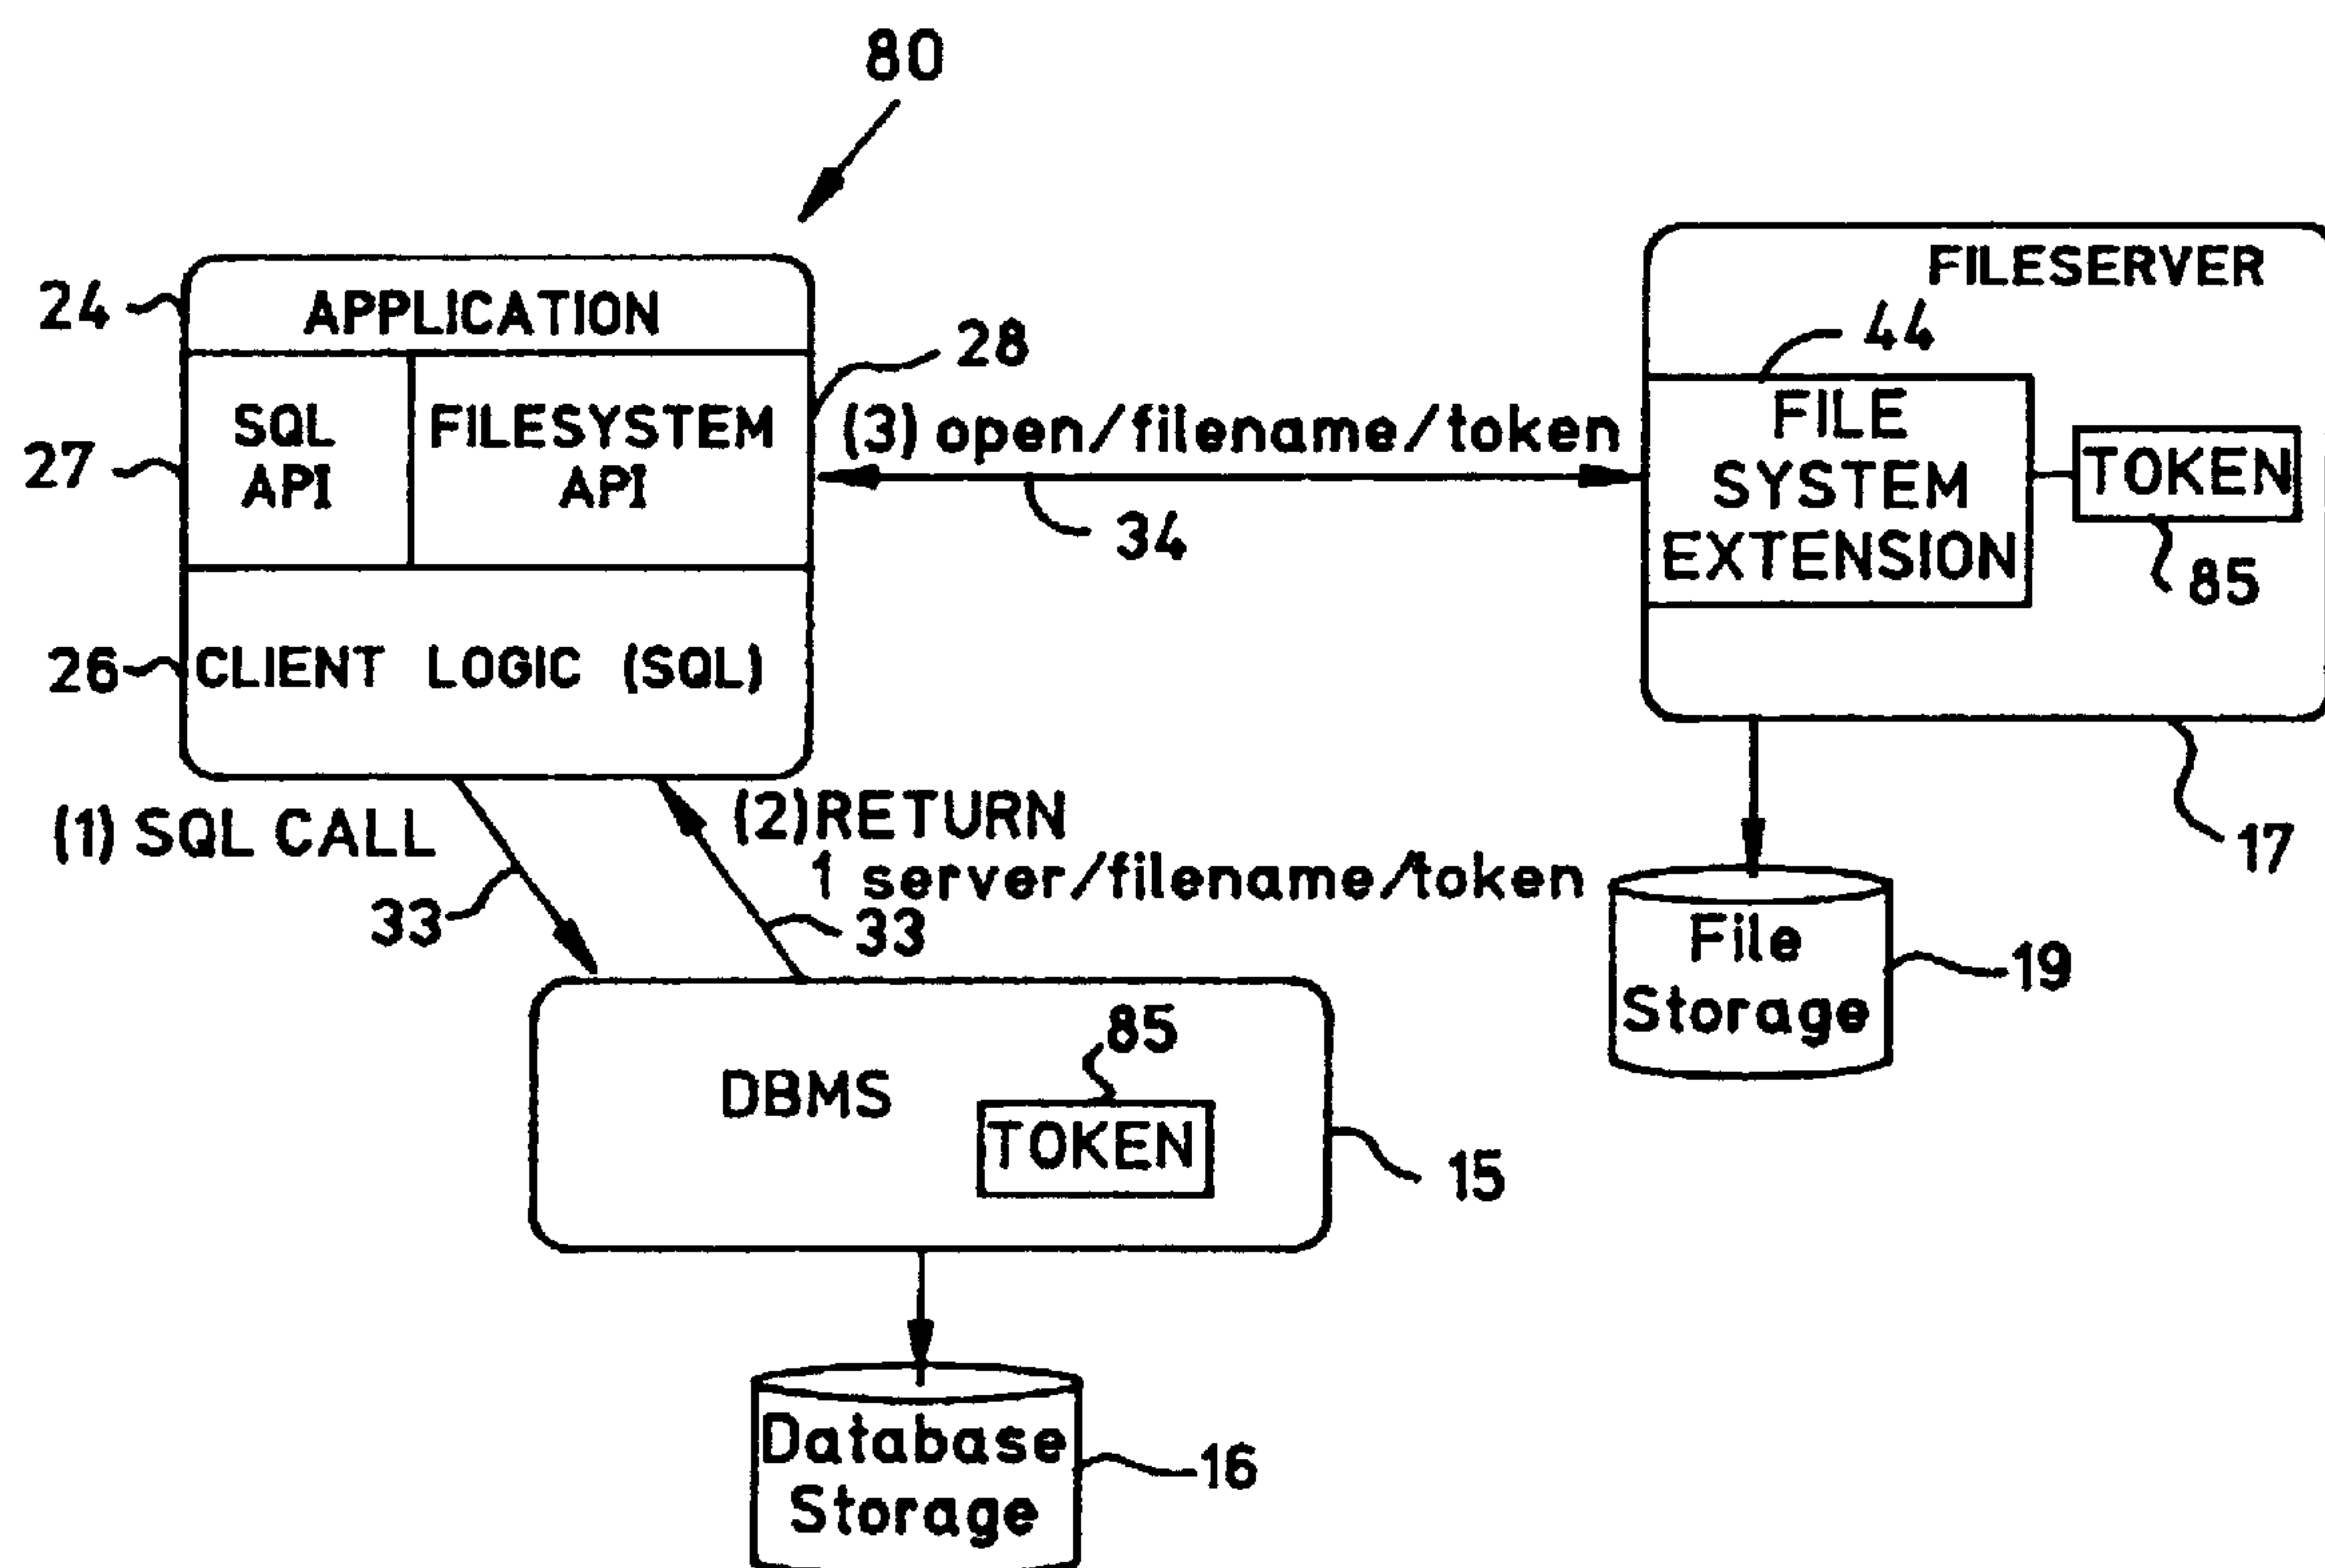 80
FILESERVER
24
APPLICATION
44
28
27
SQL
API
FILESYSTEM
API
(3) open/filename/token
34
FILE
SYSTEM
EXTENSION
TOKEN
85
26
CLIENT LOGIC (SQL)
(1) SQL CALL
33
(2) RETURN
1 server/filename/token
33
17
File
Storage
19
DBMS
85
TOKEN
15
Database
Storage
16